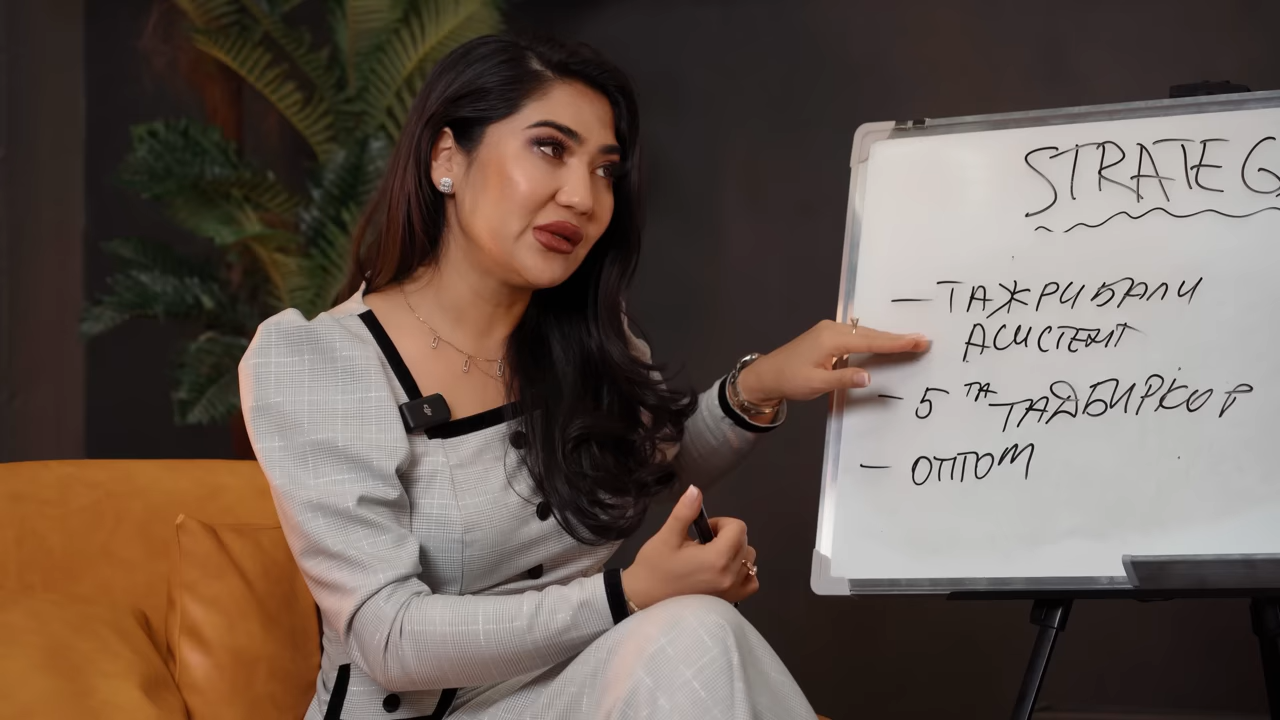 STRATEG
— ТАЖРИБАЛИ
АСИСТЕНТ
— 5 ТА ТАДБИРКОР
— ОПТОМ